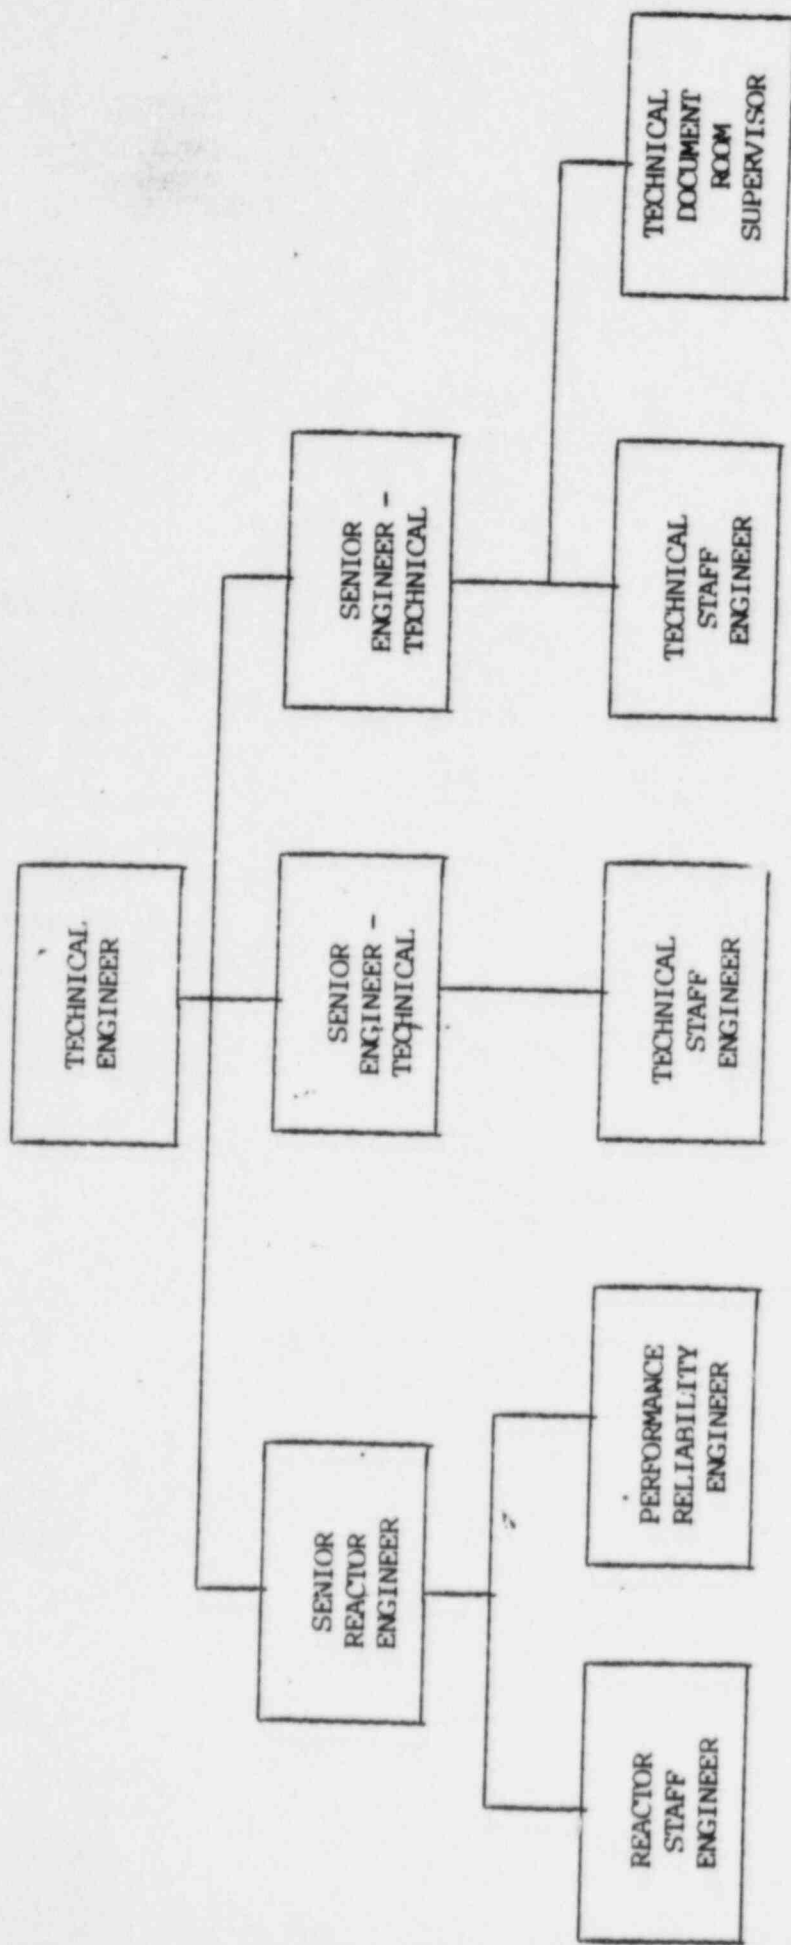 TECHNICAL
ENGINEER
SENIOR
REACTOR
ENGINEER
SENIOR
ENGINEER -
TECHNICAL
SENIOR
ENGINEER -
TECHNICAL
REACTOR
STAFF
ENGINEER
PERFORMANCE
RELIABILITY
ENGINEER
TECHNICAL
STAFF
ENGINEER
TECHNICAL
STAFF
ENGINEER
TECHNICAL
DOCUMENT
ROOM
SUPERVISOR